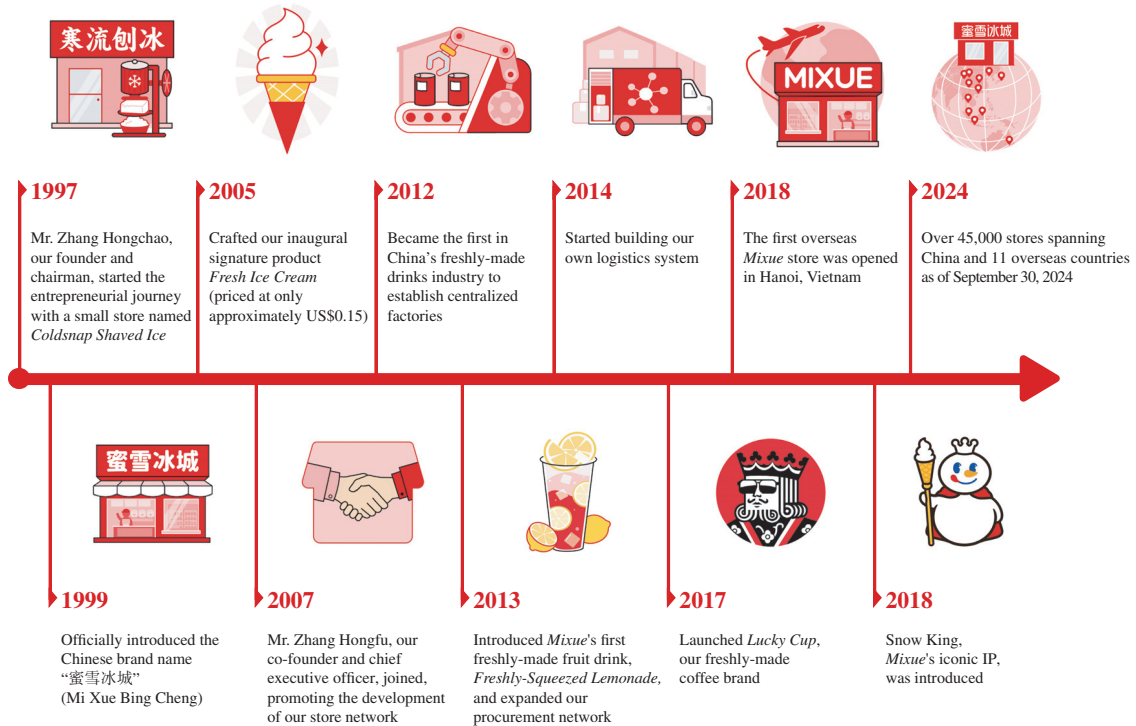 寒流刨冰
MIXUE
蜜雪冰城
1997
Mr. Zhang Hongchao,
our founder and
chairman, started the
entrepreneurial journey
with a small store named
Coldsnap Shaved Ice
2005
Crafted our inaugural
signature product
Fresh Ice Cream
(priced at only
approximately US$0.15)
2012
Became the first in
China's freshly-made
drinks industry to
establish centralized
factories
2014
Started building our
own logistics system
2018
The first overseas
Mixue store was opened
in Hanoi, Vietnam
2024
Over 45,000 stores spanning
China and 11 overseas countries
as of September 30, 2024
蜜雪冰城
1999
Officially introduced the
Chinese brand name
“蜜雪冰城”
(Mi Xue Bing Cheng)
2007
Mr. Zhang Hongfu, our
co-founder and chief
executive officer, joined,
promoting the development
of our store network
2013
Introduced Mixue's first
freshly-made fruit drink,
Freshly-Squeezed Lemonade,
and expanded our
procurement network
2017
Launched Lucky Cup,
our freshly-made
coffee brand
2018
Snow King,
Mixue's iconic IP,
was introduced